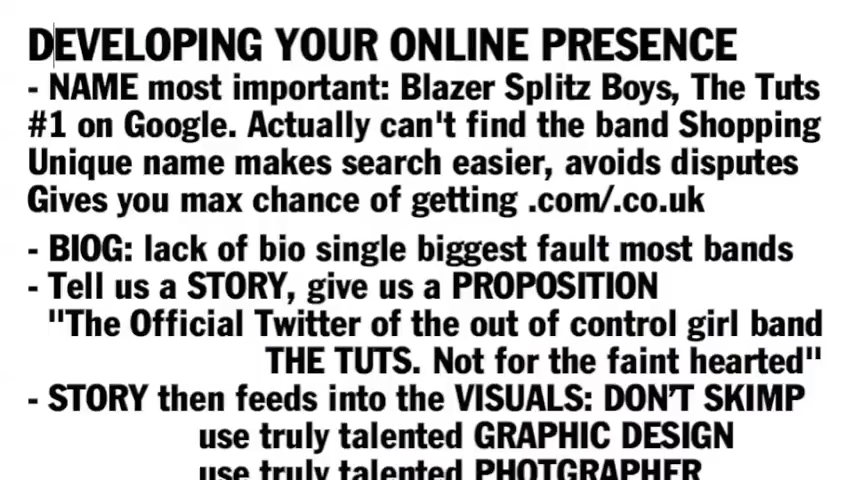 DEVELOPING YOUR ONLINE PRESENCE
- NAME most important: Blazer Splitz Boys, The Tuts
#1 on Google. Actually can't find the band Shopping
Unique name makes search easier, avoids disputes
Gives you max chance of getting .com/.co.uk
- BIOG: lack of bio single biggest fault most bands
- Tell us a STORY, give us a PROPOSITION
"The Official Twitter of the out of control girl band
THE TUTS. Not for the faint hearted"
- STORY then feeds into the VISUALS: DON'T SKIMP
use truly talented GRAPHIC DESIGN
use truly talented PHOTGRAPHER